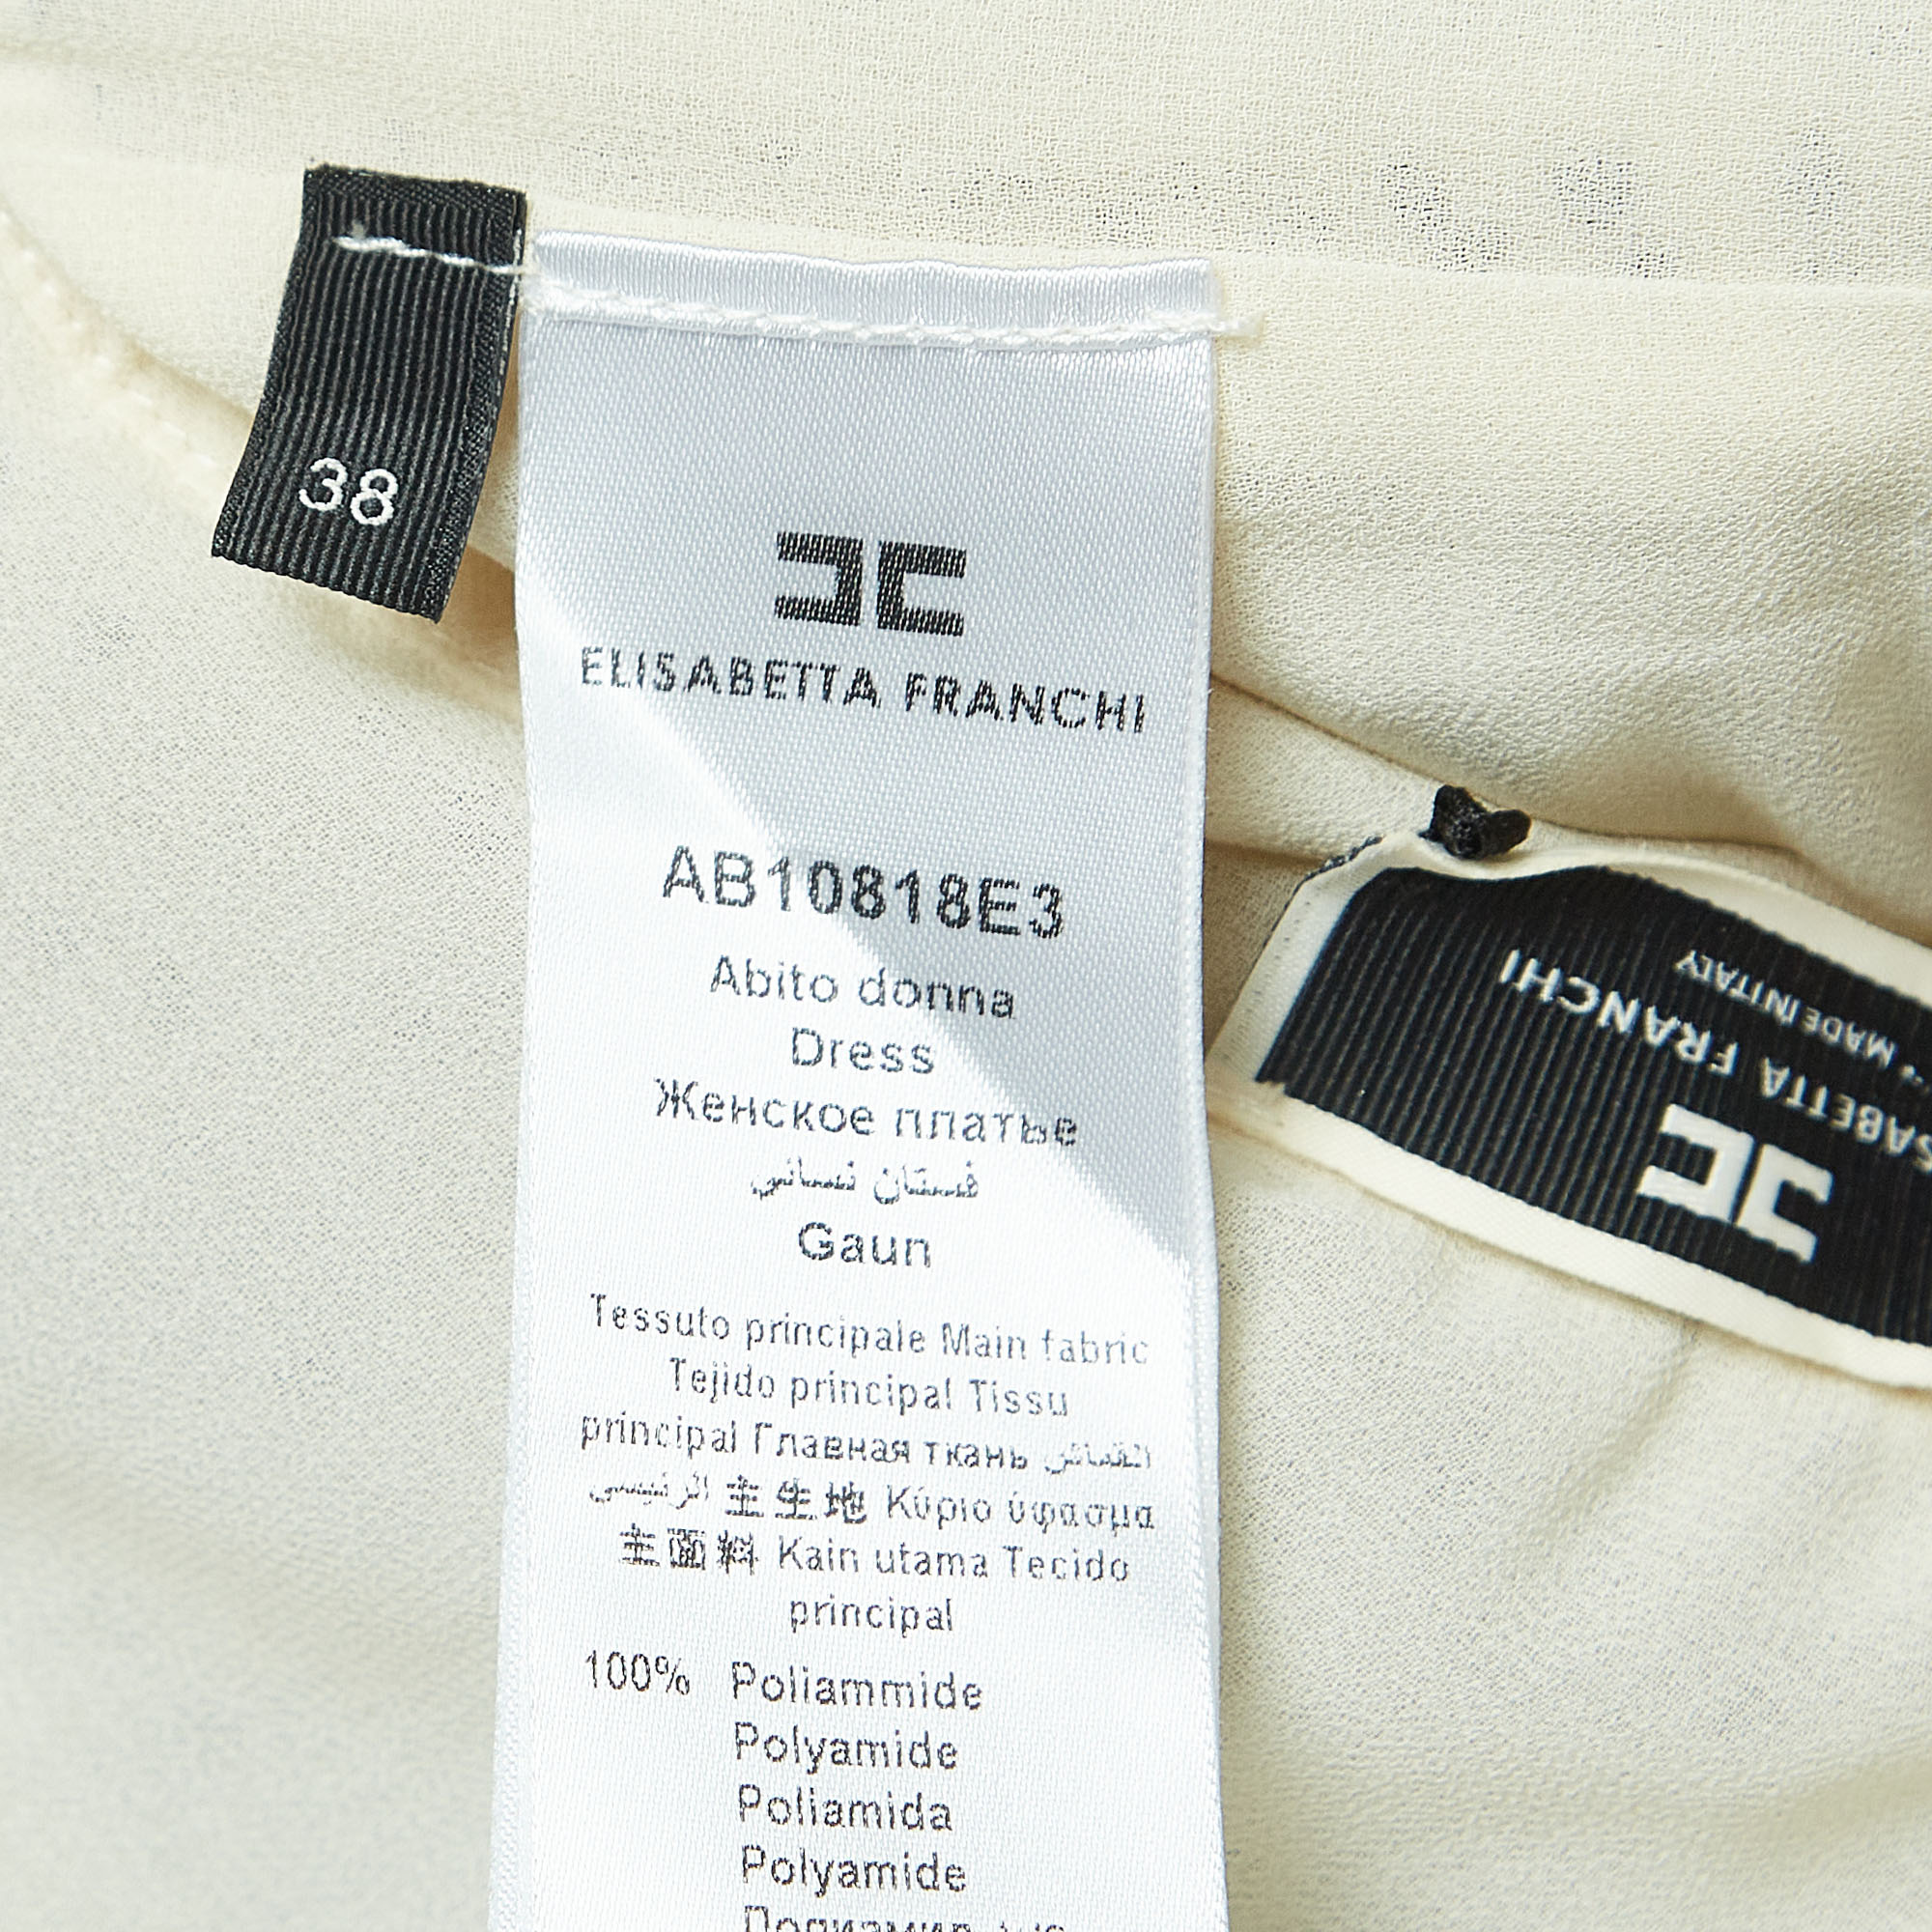 38
ELISABETTA FRANCHI
AB10818E3
Abito donna
Dress
Женское платье
فستان نسائي
Gaun
Tessuto principale Main fabric
Tejido principal Tissu
principal Главная ткань القماش
الرئيسي 主生地 Κύριο ύφασμα
主面料 Kain utama Tecido
principal
100% Poliammide
Polyamide
Poliamida
Polyamide
FRANCHI
MADE IN ITALY